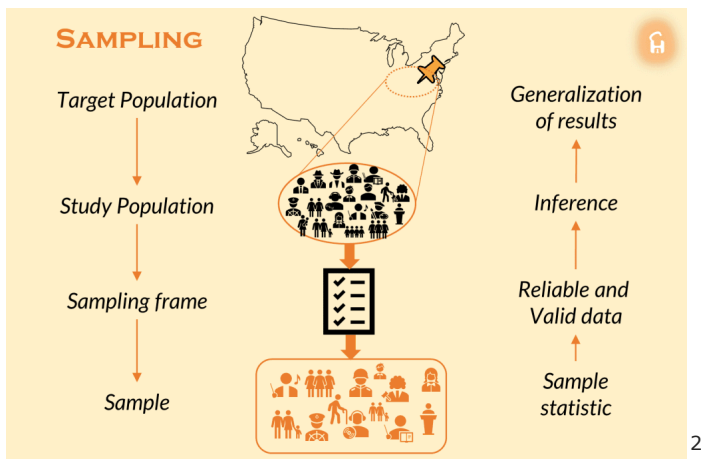 SAMPLING
Target Population
Study Population
Sampling frame
Sample
Generalization
of results
Inference
Reliable and
Valid data
Sample
statistic
2